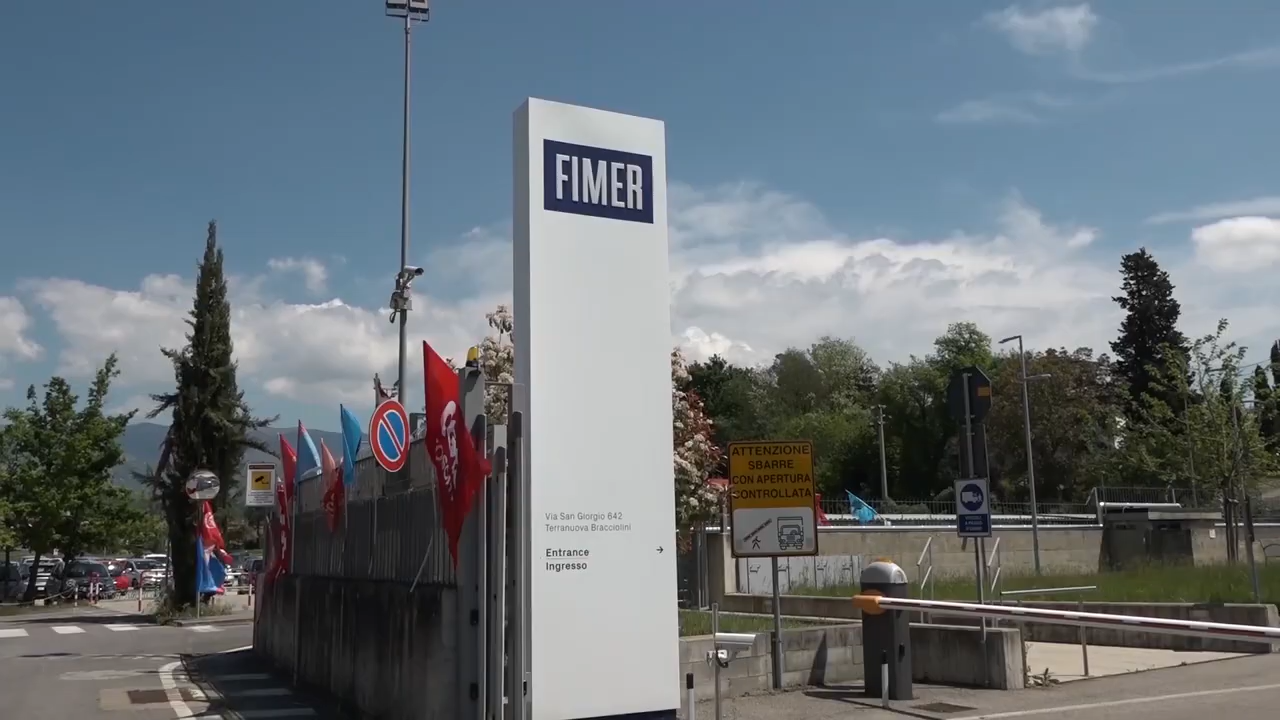 FIMER
ATTENZIONE
SBARRE
CON APERTURA
CONTROLLATA
Via San Giorgio 642
Terranuova Bracciolini
Entrance →
Ingresso